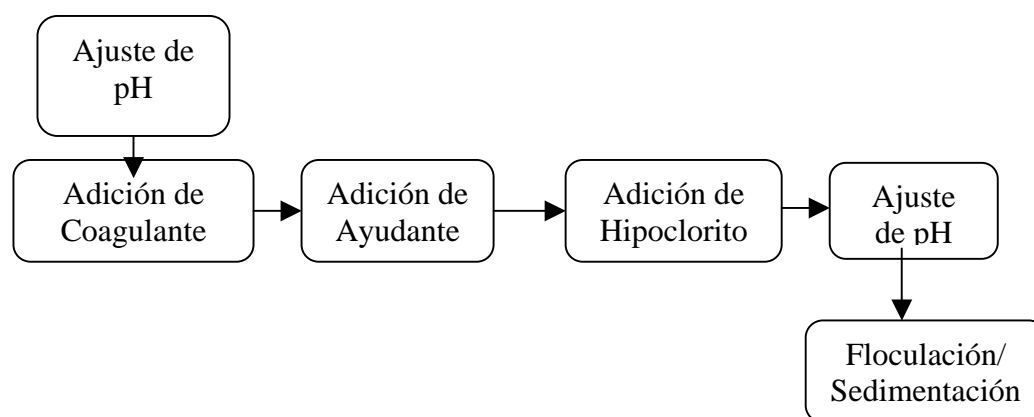 Ajuste de
pH
Adición de
Coagulante
Adición de
Ayudante
Adición de
Hipoclorito
Ajuste
de pH
Floculación/
Sedimentación